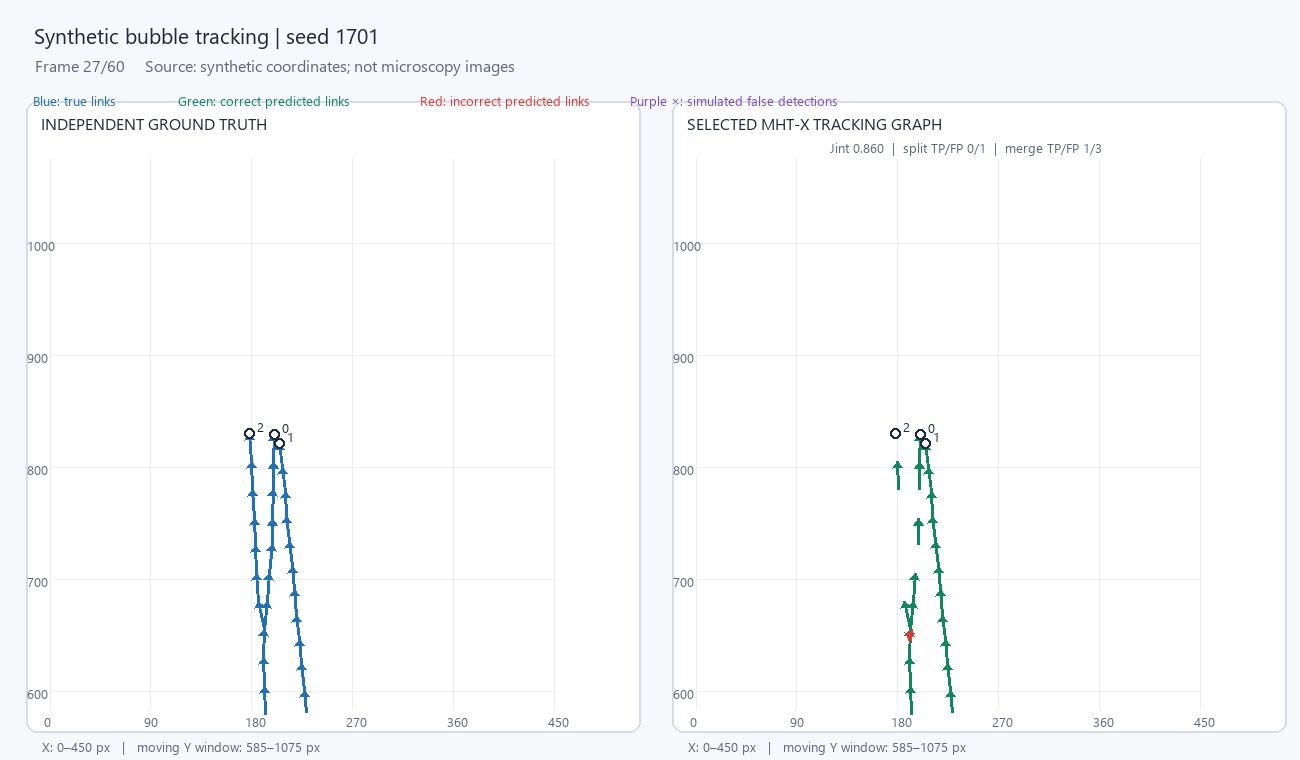 Synthetic bubble tracking | seed 1701
Frame 27/60 Source: synthetic coordinates; not microscopy images
Blue: true links Green: correct predicted links Red: incorrect predicted links Purple ×: simulated false detections
INDEPENDENT GROUND TRUTH
1000
900
800
700
600
2
0
1
0 90 180 270 360 450
X: 0–450 px | moving Y window: 585–1075 px
SELECTED MHT-X TRACKING GRAPH
Jint 0.860 | split TP/FP 0/1 | merge TP/FP 1/3
1000
900
800
700
600
2
0
1
0 90 180 270 360 450
X: 0–450 px | moving Y window: 585–1075 px